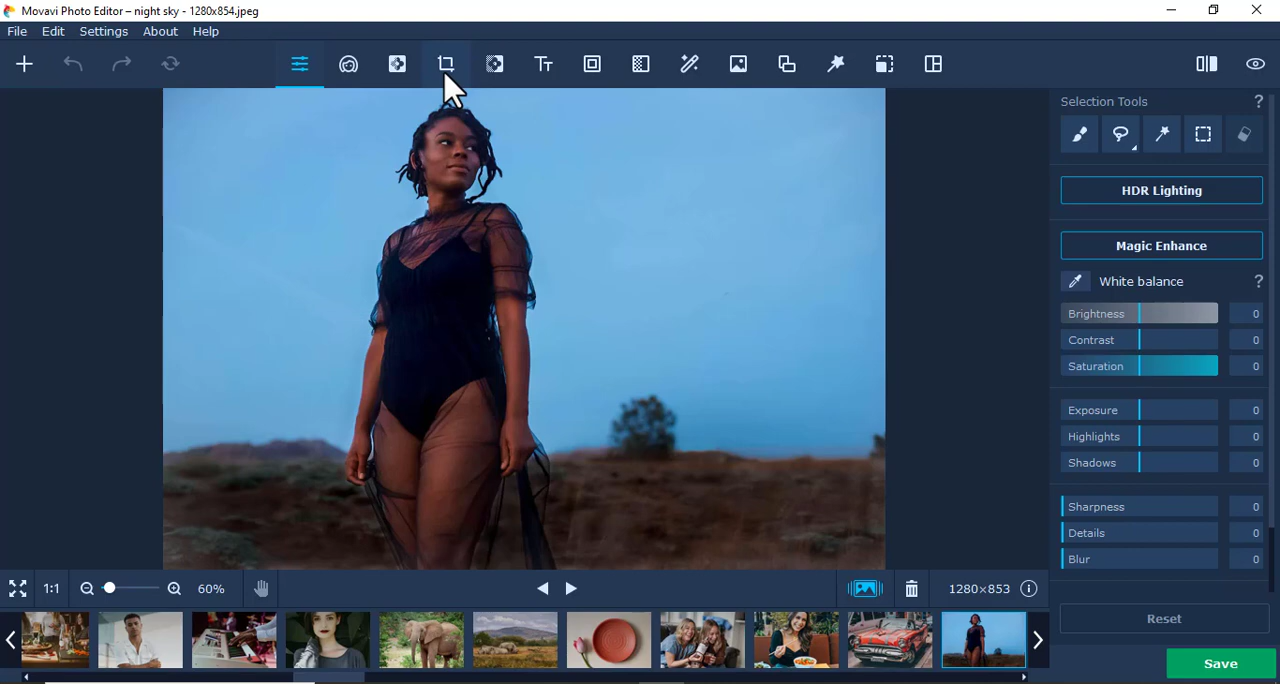 Movavi Photo Editor – night sky - 1280x854.jpeg
File Edit Settings About Help
Tт
Selection Tools ?
HDR Lighting
Magic Enhance
White balance ?
Brightness 0
Contrast 0
Saturation 0
Exposure 0
Highlights 0
Shadows 0
Sharpness 0
Details 0
Blur 0
1:1 60% 1280×853
Reset
Save